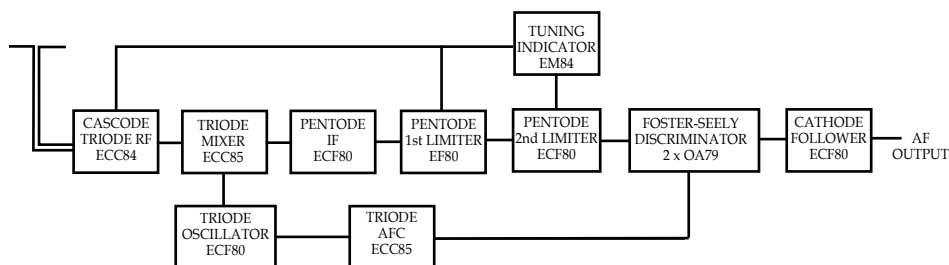 TUNING
INDICATOR
EM84
CASCODE
TRIODE RF
ECC84
TRIODE
MIXER
ECC85
PENTODE
IF
ECF80
PENTODE
1st LIMITER
EF80
PENTODE
2nd LIMITER
ECF80
FOSTER-SEELY
DISCRIMINATOR
2 x OA79
CATHODE
FOLLOWER
ECF80
AF
OUTPUT
TRIODE
OSCILLATOR
ECF80
TRIODE
AFC
ECC85